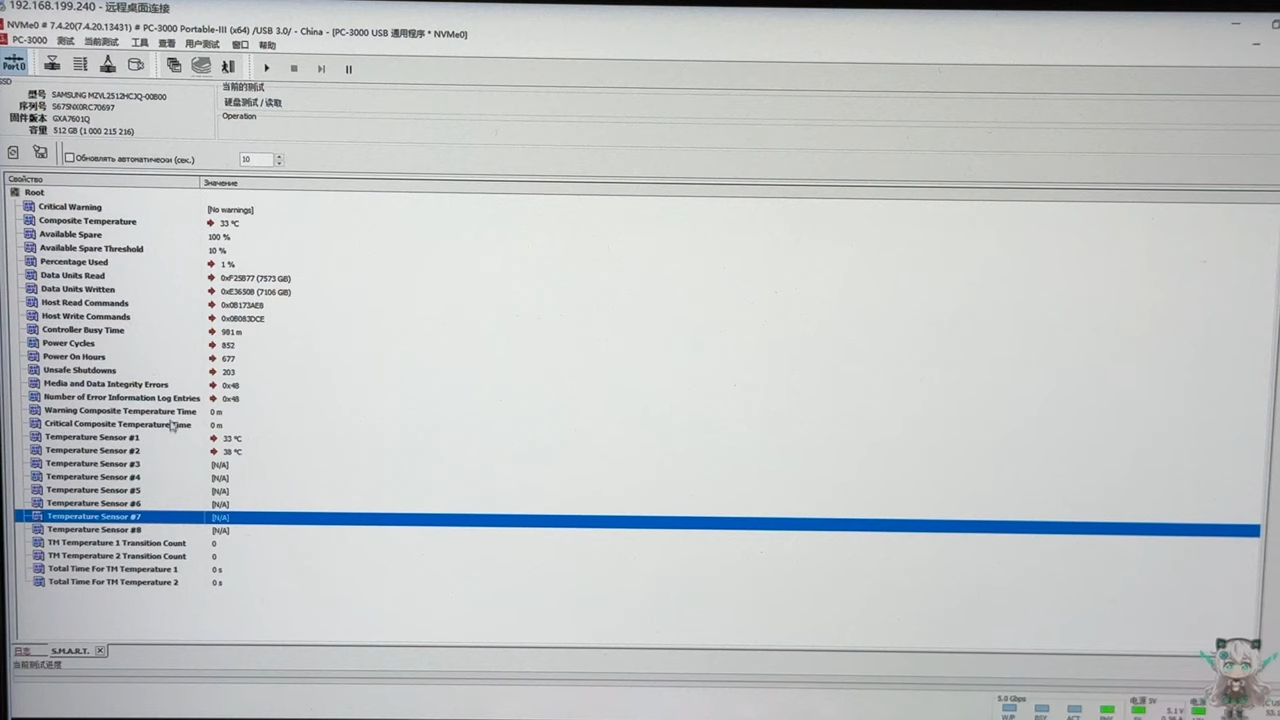 192.168.199.240 - 远程桌面连接
NVMe0 # 7.4.20(7.4.20.13431) # PC-3000 Portable-III (x64) /USB 3.0/ - China - [PC-3000 USB 通用程序 * NVMe0]
PC-3000 测试 当前测试 工具 查看 用户测试 窗口 帮助
Port0
SSD
型号 SAMSUNG MZVL2512HCJQ-00B00
序列号 S675NX0RC70697
固件版本 GXA7601Q
容量 512 GB (1 000 215 216)
当前的测试
硬盘测试 / 读取
Operation
Обновлять автоматически (сек.) 10
Свойство Значение
Root
Critical Warning [No warnings]
Composite Temperature 33 °C
Available Spare 100 %
Available Spare Threshold 10 %
Percentage Used 1 %
Data Units Read 0xF25B77 (7573 GB)
Data Units Written 0xE3650B (7106 GB)
Host Read Commands 0x0B173AEB
Host Write Commands 0x0B083DCE
Controller Busy Time 981 m
Power Cycles 852
Power On Hours 677
Unsafe Shutdowns 203
Media and Data Integrity Errors 0x48
Number of Error Information Log Entries 0x48
Warning Composite Temperature Time 0 m
Critical Composite Temperature Time 0 m
Temperature Sensor #1 33 °C
Temperature Sensor #2 38 °C
Temperature Sensor #3 [N/A]
Temperature Sensor #4 [N/A]
Temperature Sensor #5 [N/A]
Temperature Sensor #6 [N/A]
Temperature Sensor #7 [N/A]
Temperature Sensor #8 [N/A]
TM Temperature 1 Transition Count 0
TM Temperature 2 Transition Count 0
Total Time For TM Temperature 1 0 s
Total Time For TM Temperature 2 0 s
日志 S.M.A.R.T.
当前测试进度
5.0 Gbps
电源 5V
5.1V